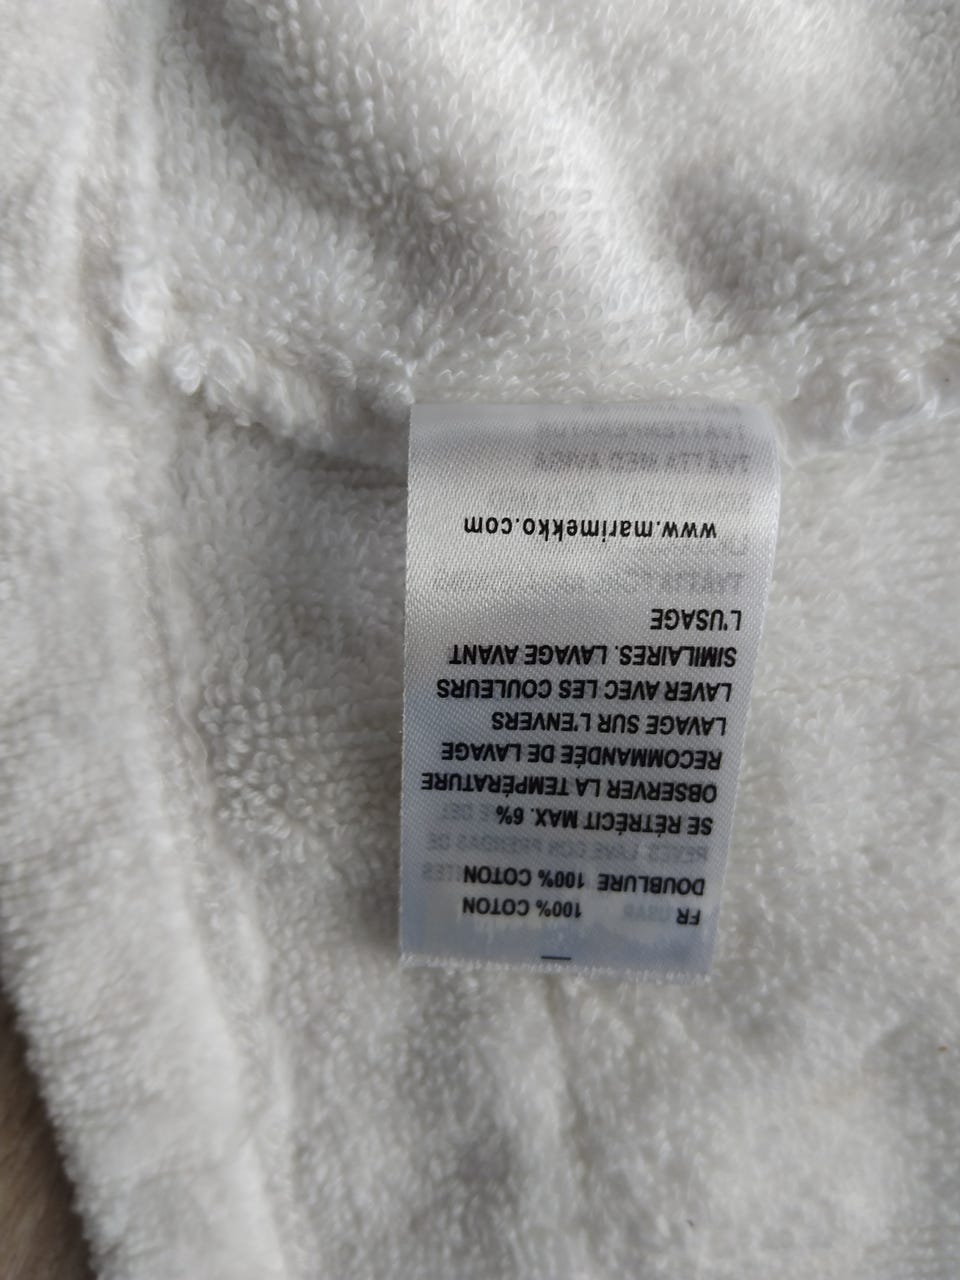 FR 100% COTON
DOUBLURE 100% COTON
SE RÉTRÉCIT MAX. 6%
OBSERVER LA TEMPÉRATURE
RECOMMANDÉE DE LAVAGE
LAVAGE SUR L'ENVERS
LAVER AVEC LES COULEURS
SIMILAIRES. LAVAGE AVANT
L'USAGE
www.marimekko.com